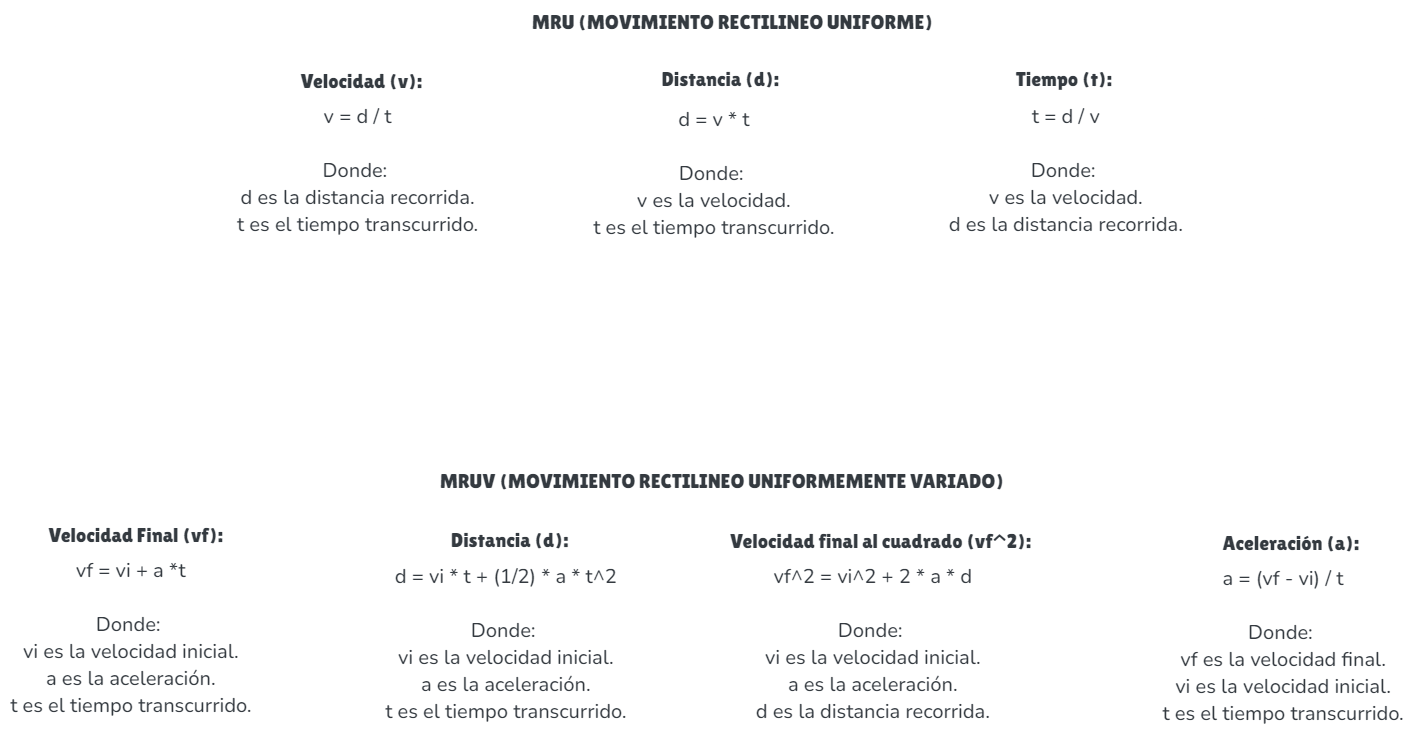 MRU (MOVIMIENTO RECTILINEO UNIFORME)
Velocidad (v):
v = d / t
Donde:
d es la distancia recorrida.
t es el tiempo transcurrido.
Distancia (d):
d = v * t
Donde:
v es la velocidad.
t es el tiempo transcurrido.
Tiempo (t):
t = d / v
Donde:
v es la velocidad.
d es la distancia recorrida.
MRUV (MOVIMIENTO RECTILINEO UNIFORMEMENTE VARIADO)
Velocidad Final (vf):
vf = vi + a *t
Donde:
vi es la velocidad inicial.
a es la aceleración.
t es el tiempo transcurrido.
Distancia (d):
d = vi * t + (1/2) * a * t^2
Donde:
vi es la velocidad inicial.
a es la aceleración.
t es el tiempo transcurrido.
Velocidad final al cuadrado (vf^2):
vf^2 = vi^2 + 2 * a * d
Donde:
vi es la velocidad inicial.
a es la aceleración.
d es la distancia recorrida.
Aceleración (a):
a = (vf - vi) / t
Donde:
vf es la velocidad final.
vi es la velocidad inicial.
t es el tiempo transcurrido.